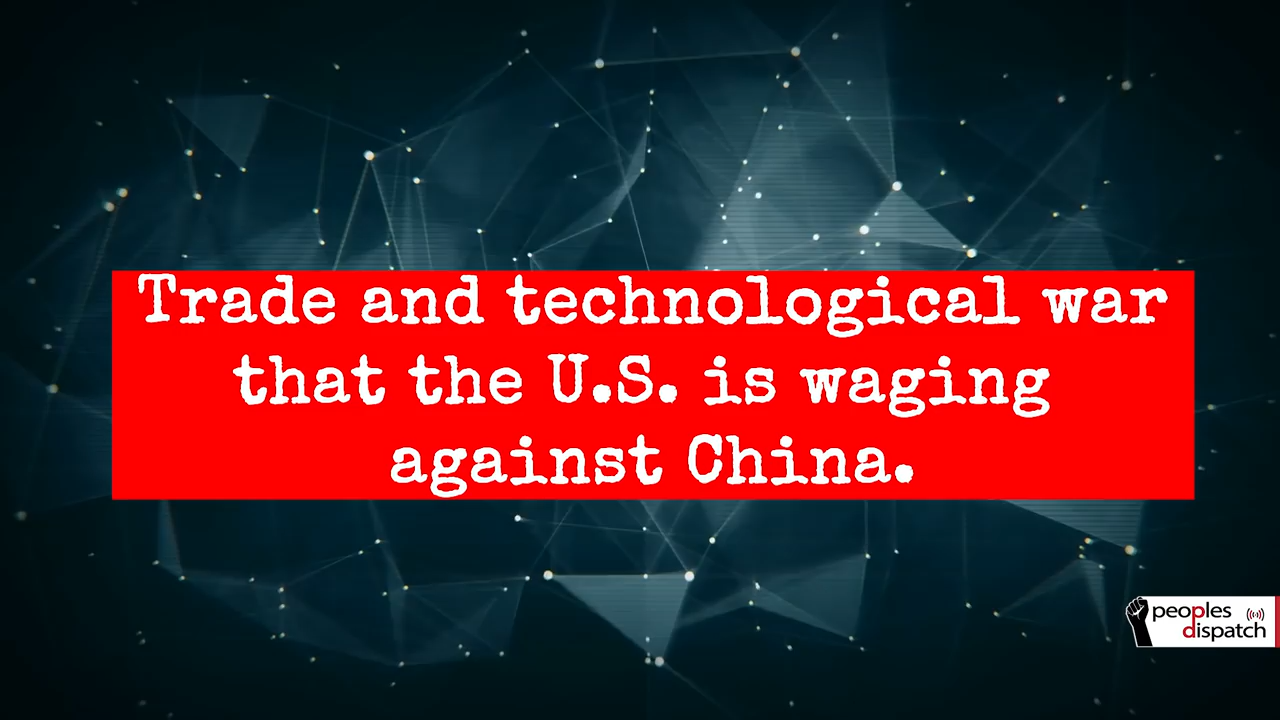 Trade and technological war
that the U.S. is waging
against China.
peoples
dispatch